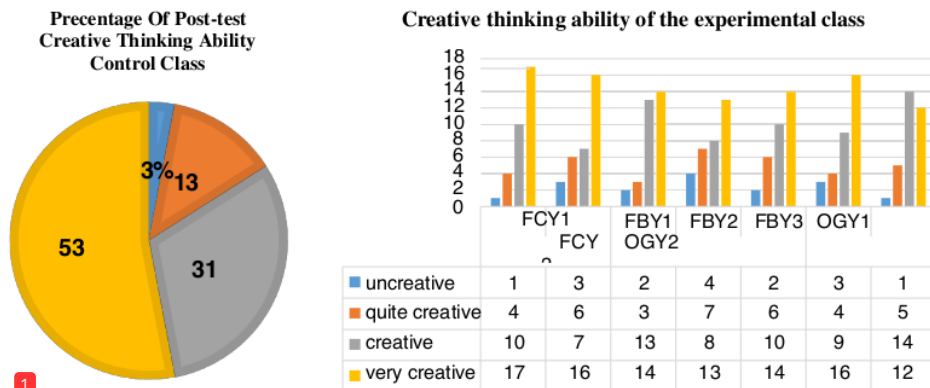 Precentage Of Post-test
Creative Thinking Ability
Control Class
3%
13
31
53
1
Creative thinking ability of the experimental class
18
16
14
12
10
8
6
4
2
0
FCY1 FBY1 FBY2 FBY3 OGY1
FCY OGY2
uncreative 1 3 2 4 2 3 1
quite creative 4 6 3 7 6 4 5
creative 10 7 13 8 10 9 14
very creative 17 16 14 13 14 16 12